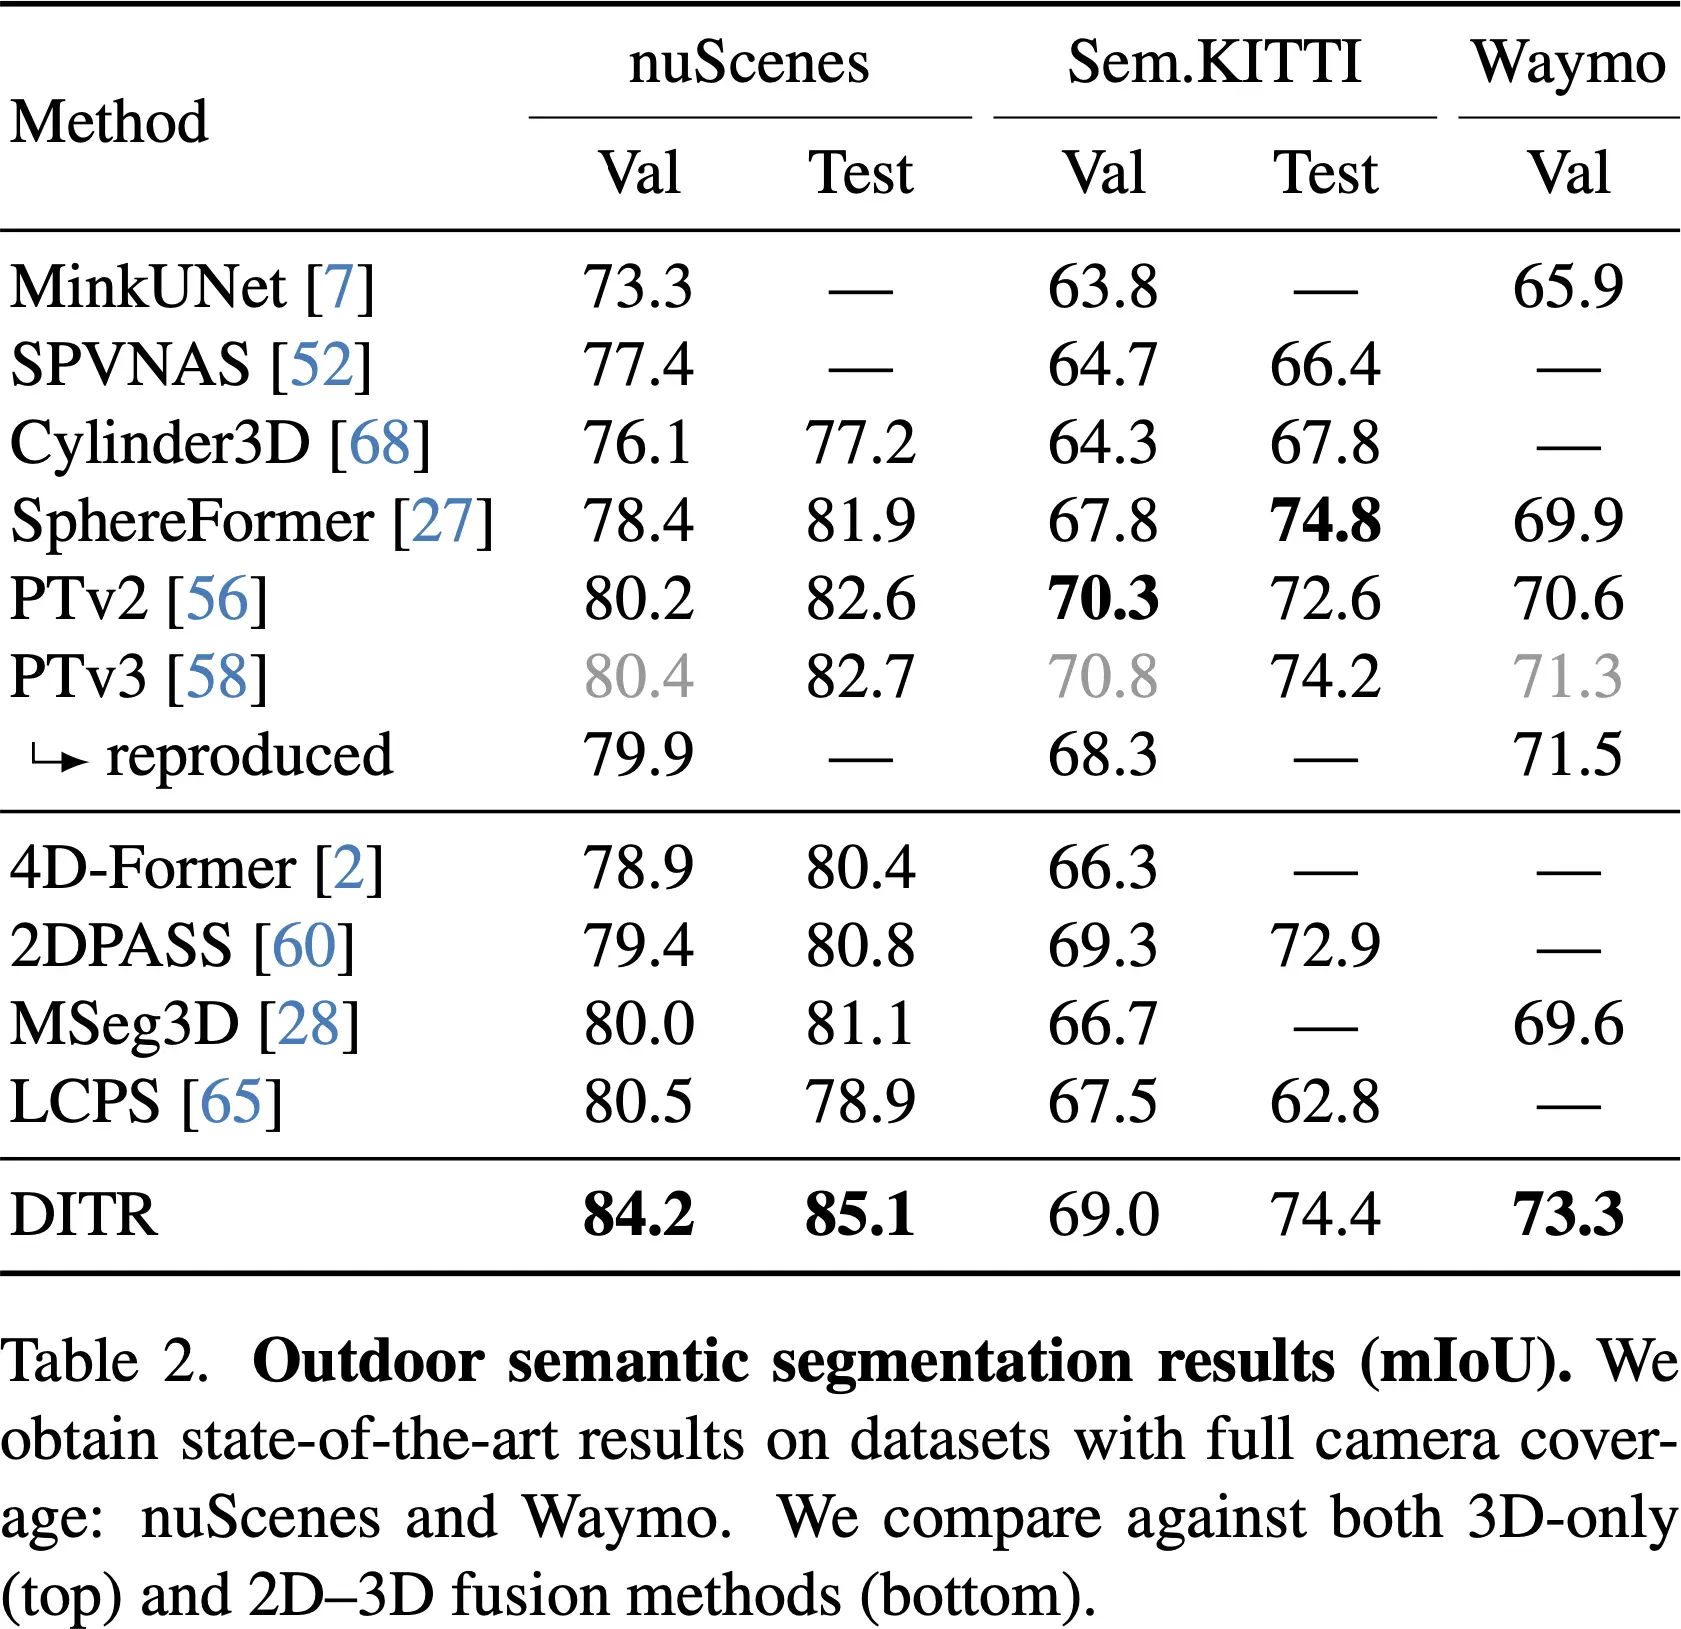 Method nuScenes Sem.KITTI Waymo
Val Test Val Test Val
MinkUNet [7] 73.3 — 63.8 — 65.9
SPVNAS [52] 77.4 — 64.7 66.4 —
Cylinder3D [68] 76.1 77.2 64.3 67.8 —
SphereFormer [27] 78.4 81.9 67.8 74.8 69.9
PTv2 [56] 80.2 82.6 70.3 72.6 70.6
PTv3 [58] 80.4 82.7 70.8 74.2 71.3
↪ reproduced 79.9 — 68.3 — 71.5
4D-Former [2] 78.9 80.4 66.3 — —
2DPASS [60] 79.4 80.8 69.3 72.9 —
MSeg3D [28] 80.0 81.1 66.7 — 69.6
LCPS [65] 80.5 78.9 67.5 62.8 —
DITR 84.2 85.1 69.0 74.4 73.3
Table 2. Outdoor semantic segmentation results (mIoU). We
obtain state-of-the-art results on datasets with full camera cover-
age: nuScenes and Waymo. We compare against both 3D-only
(top) and 2D–3D fusion methods (bottom).